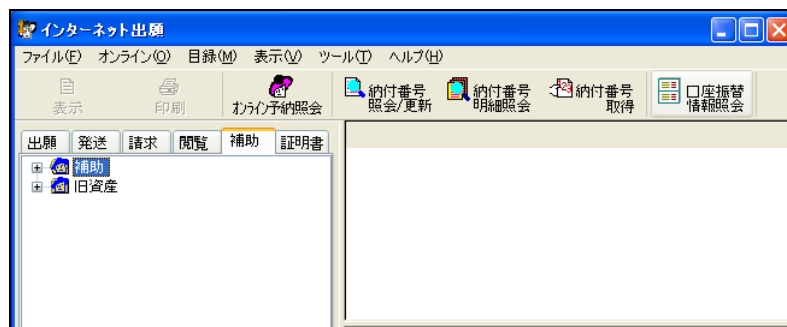 インターネット出願
ファイル(F) オンライン(O) 目録(M) 表示(V) ツール(T) ヘルプ(H)
表示
印刷
オンライン予納照会
納付番号
照会/更新
納付番号
明細照会
納付番号
取得
口座振替
情報照会
出願 発送 請求 閲覧 補助 証明書
補助
旧資産